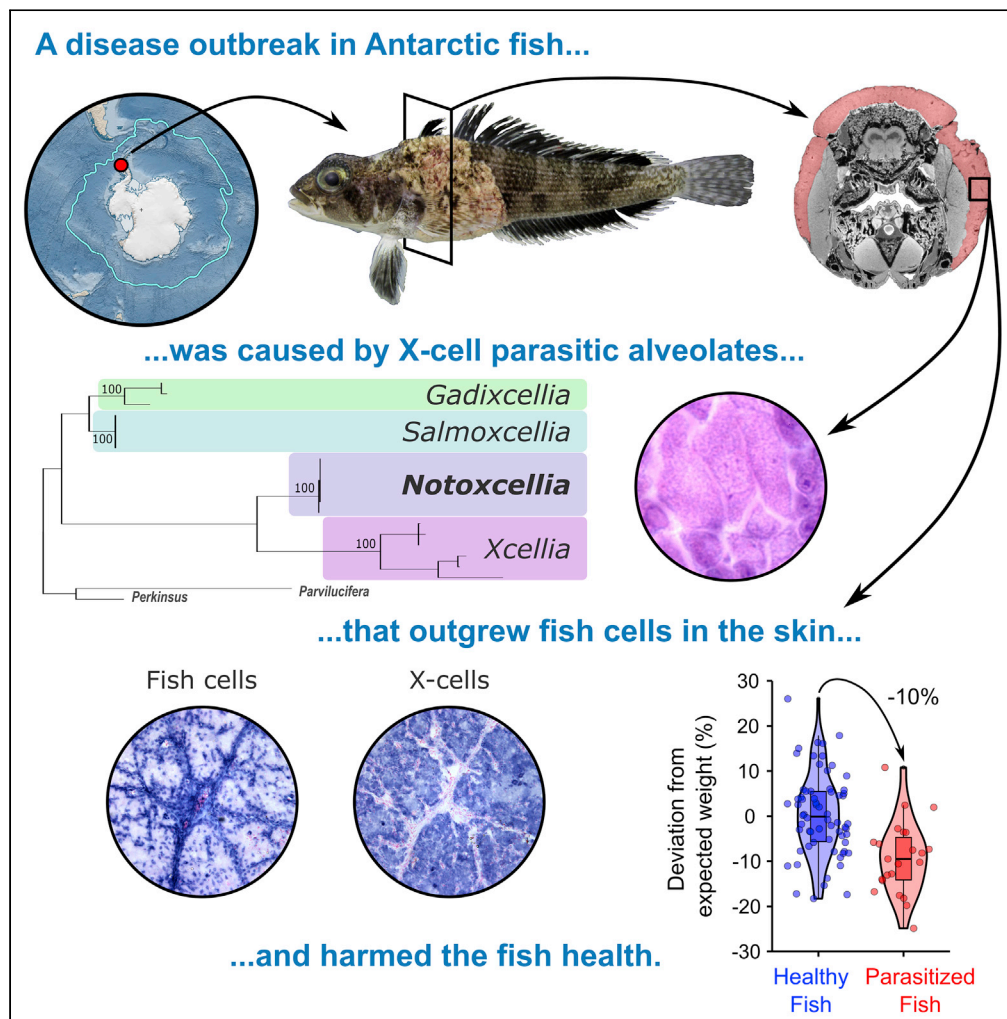 A disease outbreak in Antarctic fish...
...was caused by X-cell parasitic alveolates...
100
Gadixcellia
100
Salmoxcellia
100
Notoxcellia
100
Xcellia
Parvilucifera
Perkinsus
...that outgrew fish cells in the skin...
Fish cells
X-cells
Deviation from
expected weight (%)
30
20
10
0
-10
-20
-30
-10%
Healthy
Fish
Parasitized
Fish
...and harmed the fish health.